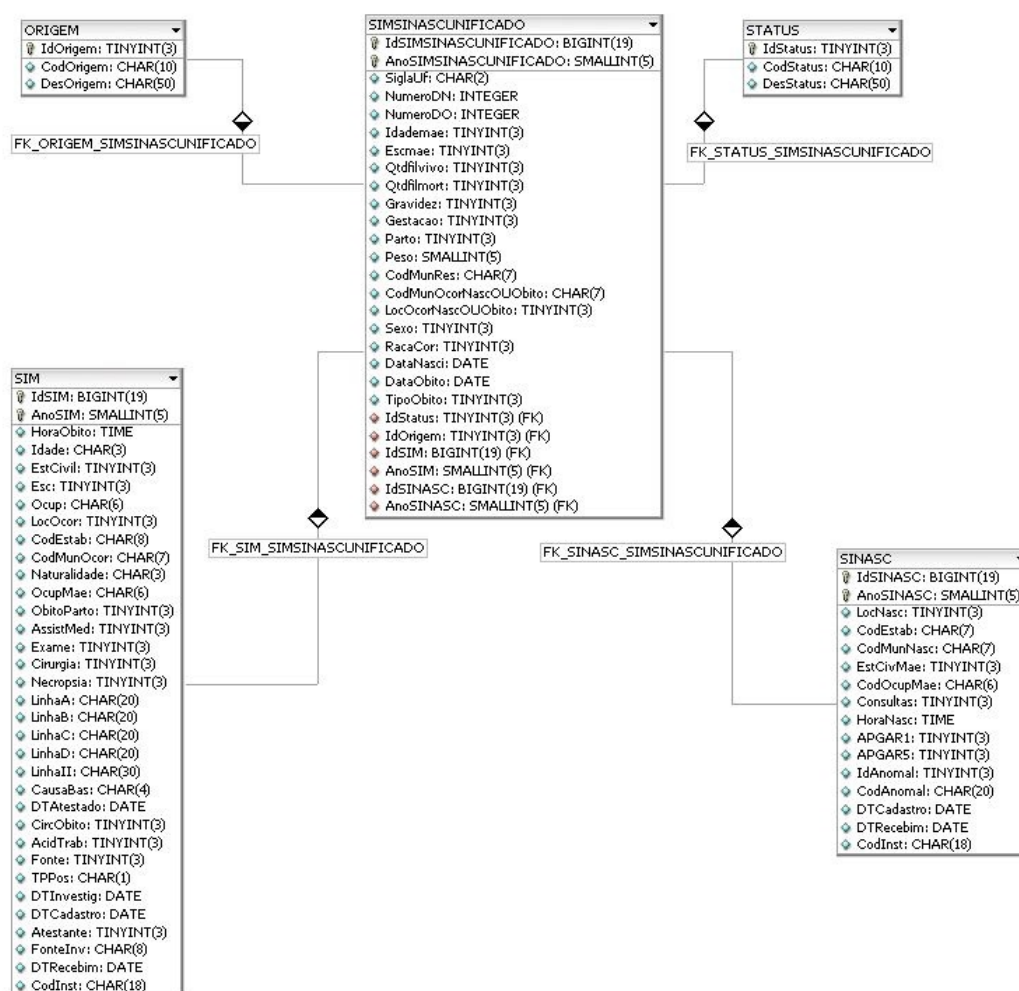 ORIGEM
IdOrigem: TINYINT(3)
CodOrigem: CHAR(10)
DesOrigem: CHAR(50)
FK_ORIGEM_SIMSINASCUNIFICADO
SIMSINASCUNIFICADO
IdSIMSINASCUNIFICADO: BIGINT(19)
AnoSIMSINASCUNIFICADO: SMALLINT(5)
SiglaUf: CHAR(2)
NumeroDN: INTEGER
NumeroDO: INTEGER
Idademae: TINYINT(3)
Escmae: TINYINT(3)
Qtdfilvivo: TINYINT(3)
Qtdfilmort: TINYINT(3)
Gravidez: TINYINT(3)
Gestacao: TINYINT(3)
Parto: TINYINT(3)
Peso: SMALLINT(5)
CodMunRes: CHAR(7)
CodMunOcorNascOUObito: CHAR(7)
LocOcorNascOUObito: TINYINT(3)
Sexo: TINYINT(3)
RacaCor: TINYINT(3)
DataNasci: DATE
DataObito: DATE
TipoObito: TINYINT(3)
IdStatus: TINYINT(3) (FK)
IdOrigem: TINYINT(3) (FK)
IdSIM: BIGINT(19) (FK)
AnoSIM: SMALLINT(5) (FK)
IdSINASC: BIGINT(19) (FK)
AnoSINASC: SMALLINT(5) (FK)
STATUS
IdStatus: TINYINT(3)
CodStatus: CHAR(10)
DesStatus: CHAR(50)
FK_STATUS_SIMSINASCUNIFICADO
SIM
IdSIM: BIGINT(19)
AnoSIM: SMALLINT(5)
HoraObito: TIME
Idade: CHAR(3)
EstCivil: TINYINT(3)
Esc: TINYINT(3)
Ocup: CHAR(6)
LocOcor: TINYINT(3)
CodEstab: CHAR(8)
CodMunOcor: CHAR(7)
Naturalidade: CHAR(3)
OcupMae: CHAR(6)
ObitoParto: TINYINT(3)
AssistMed: TINYINT(3)
Exame: TINYINT(3)
Cirurgia: TINYINT(3)
Necropsia: TINYINT(3)
LinhaA: CHAR(20)
LinhaB: CHAR(20)
LinhaC: CHAR(20)
LinhaD: CHAR(20)
LinhaII: CHAR(30)
CausaBas: CHAR(4)
DTAtestado: DATE
CircObito: TINYINT(3)
AcidTrab: TINYINT(3)
Fonte: TINYINT(3)
TPPos: CHAR(1)
DTInvestig: DATE
DTCadastro: DATE
Atestante: TINYINT(3)
FonteInv: CHAR(8)
DTRecebim: DATE
CodInst: CHAR(18)
FK_SIM_SIMSINASCUNIFICADO
FK_SINASC_SIMSINASCUNIFICADO
SINASC
IdSINASC: BIGINT(19)
AnoSINASC: SMALLINT(5)
LocNasc: TINYINT(3)
CodEstab: CHAR(7)
CodMunNasc: CHAR(7)
EstCivMae: TINYINT(3)
CodOcupMae: CHAR(6)
Consultas: TINYINT(3)
HoraNasc: TIME
APGAR1: TINYINT(3)
APGAR5: TINYINT(3)
IdAnomal: TINYINT(3)
CodAnomal: CHAR(20)
DTCadastro: DATE
DTRecebim: DATE
CodInst: CHAR(18)